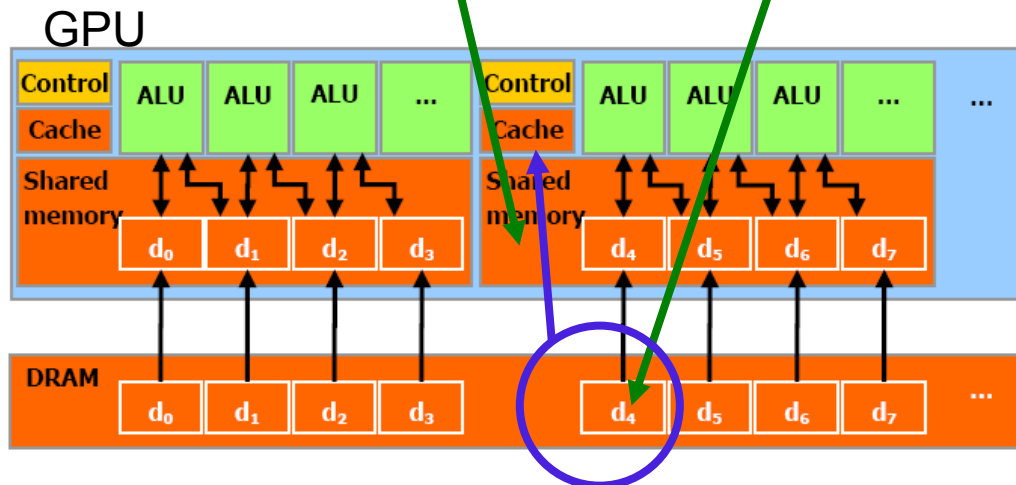 GPU
Control ALU ALU ALU ... Control ALU ALU ALU ... ...
Cache Cache
Shared memory Shared memory
d₀ d₁ d₂ d₃ d₄ d₅ d₆ d₇
DRAM ...
d₀ d₁ d₂ d₃ d₄ d₅ d₆ d₇